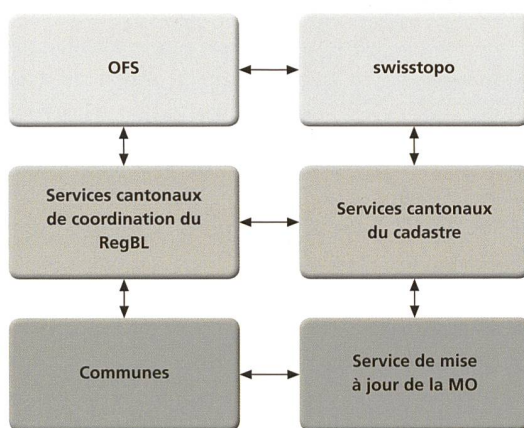 OFS
swisstopo
Services cantonaux
de coordination du
RegBL
Services cantonaux
du cadastre
Communes
Service de mise
à jour de la MO